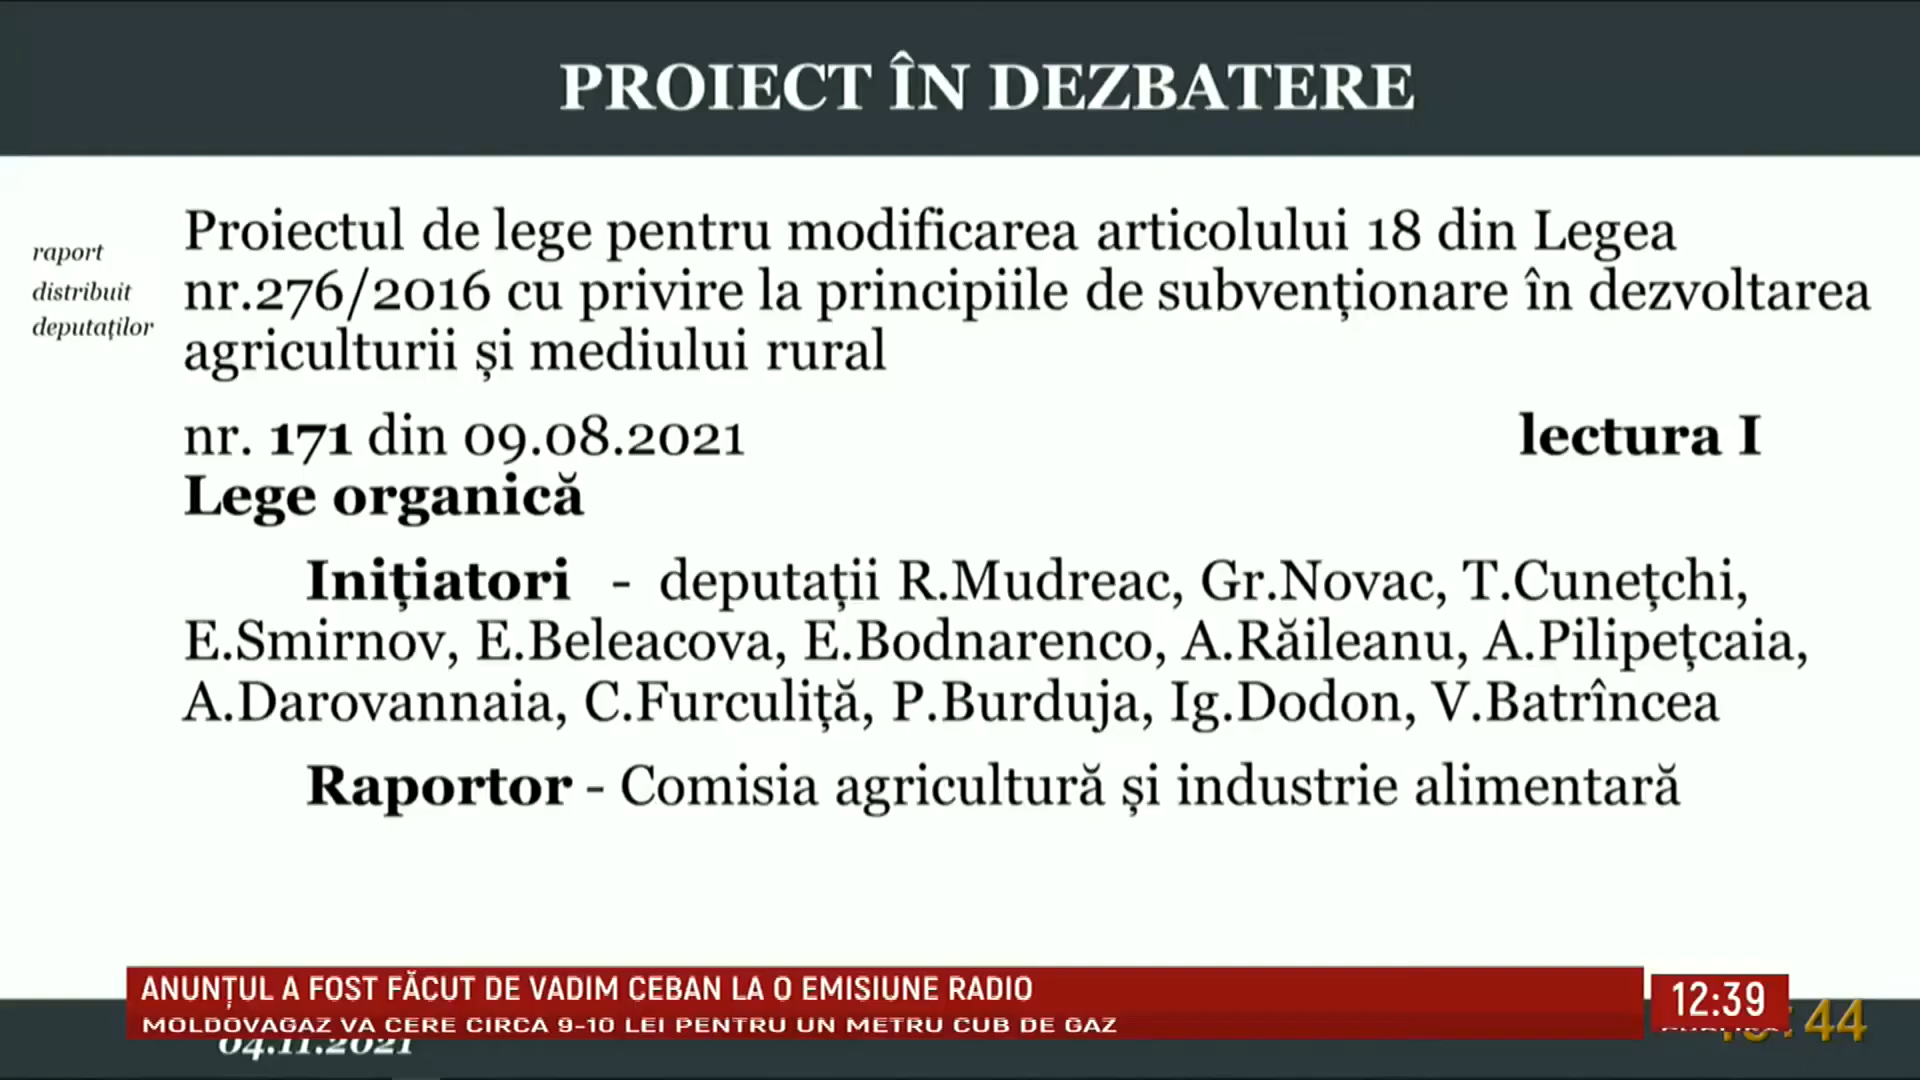 PROIECT ÎN DEZBATERE
raport
distribuit
deputaților
Proiectul de lege pentru modificarea articolului 18 din Legea
nr.276/2016 cu privire la principiile de subvenționare în dezvoltarea
agriculturii și mediului rural
nr. 171 din 09.08.2021
lectura I
Lege organică
Inițiatori - deputații R.Mudreac, Gr.Novac, T.Cunețchi,
E.Smirnov, E.Beleacova, E.Bodnarenco, A.Răileanu, A.Pilipețcaia,
A.Darovannaia, C.Furculiță, P.Burduja, Ig.Dodon, V.Batrîncea
Raportor - Comisia agricultură și industrie alimentară
ANUNȚUL A FOST FĂCUT DE VADIM CEBAN LA O EMISIUNE RADIO
MOLDOVAGAZ VA CERE CIRCA 9-10 LEI PENTRU UN METRU CUB DE GAZ
12:39
44
04.11.2021